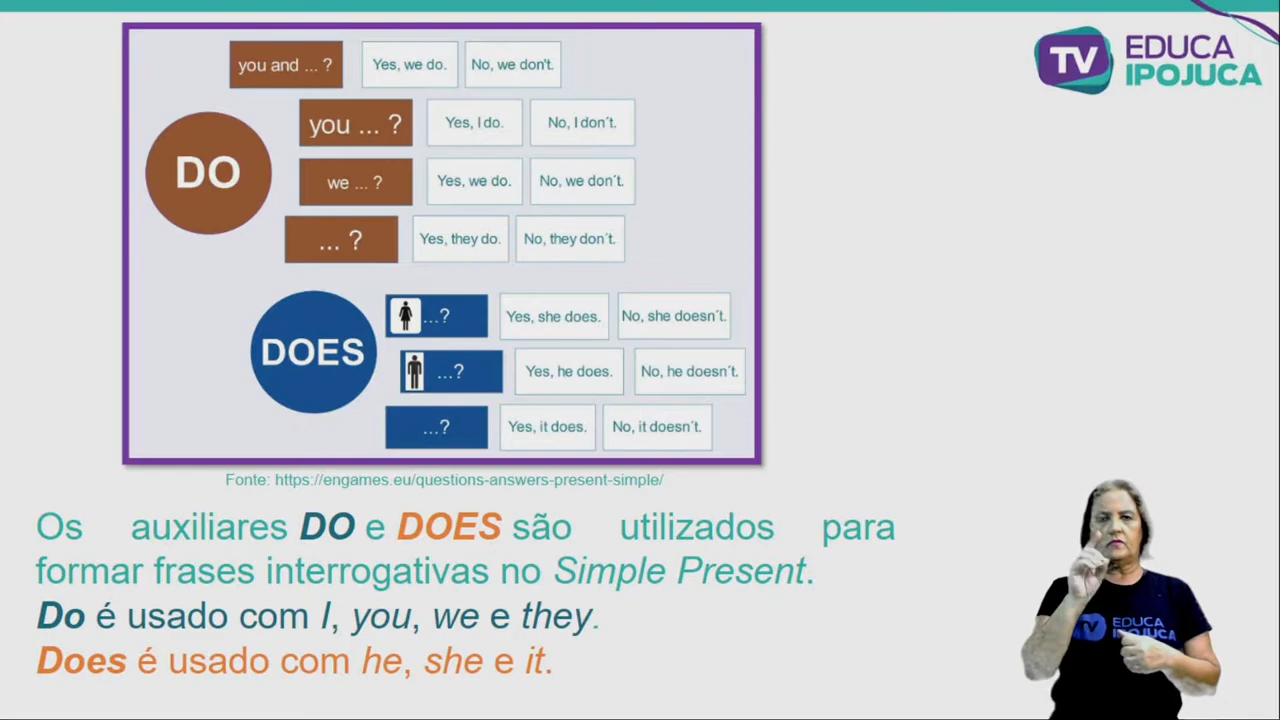 TV EDUCA
IPOJUCA
you and ... ? Yes, we do. No, we don't.
you ... ? Yes, I do. No, I don´t.
DO
we ... ? Yes, we do. No, we don´t.
... ? Yes, they do. No, they don´t.
...? Yes, she does. No, she doesn´t.
DOES
...? Yes, he does. No, he doesn´t.
...? Yes, it does. No, it doesn´t.
Fonte: https://engames.eu/questions-answers-present-simple/
Os auxiliares DO e DOES são utilizados para
formar frases interrogativas no Simple Present.
Do é usado com I, you, we e they.
Does é usado com he, she e it.
TV EDUCA
IPOJUCA